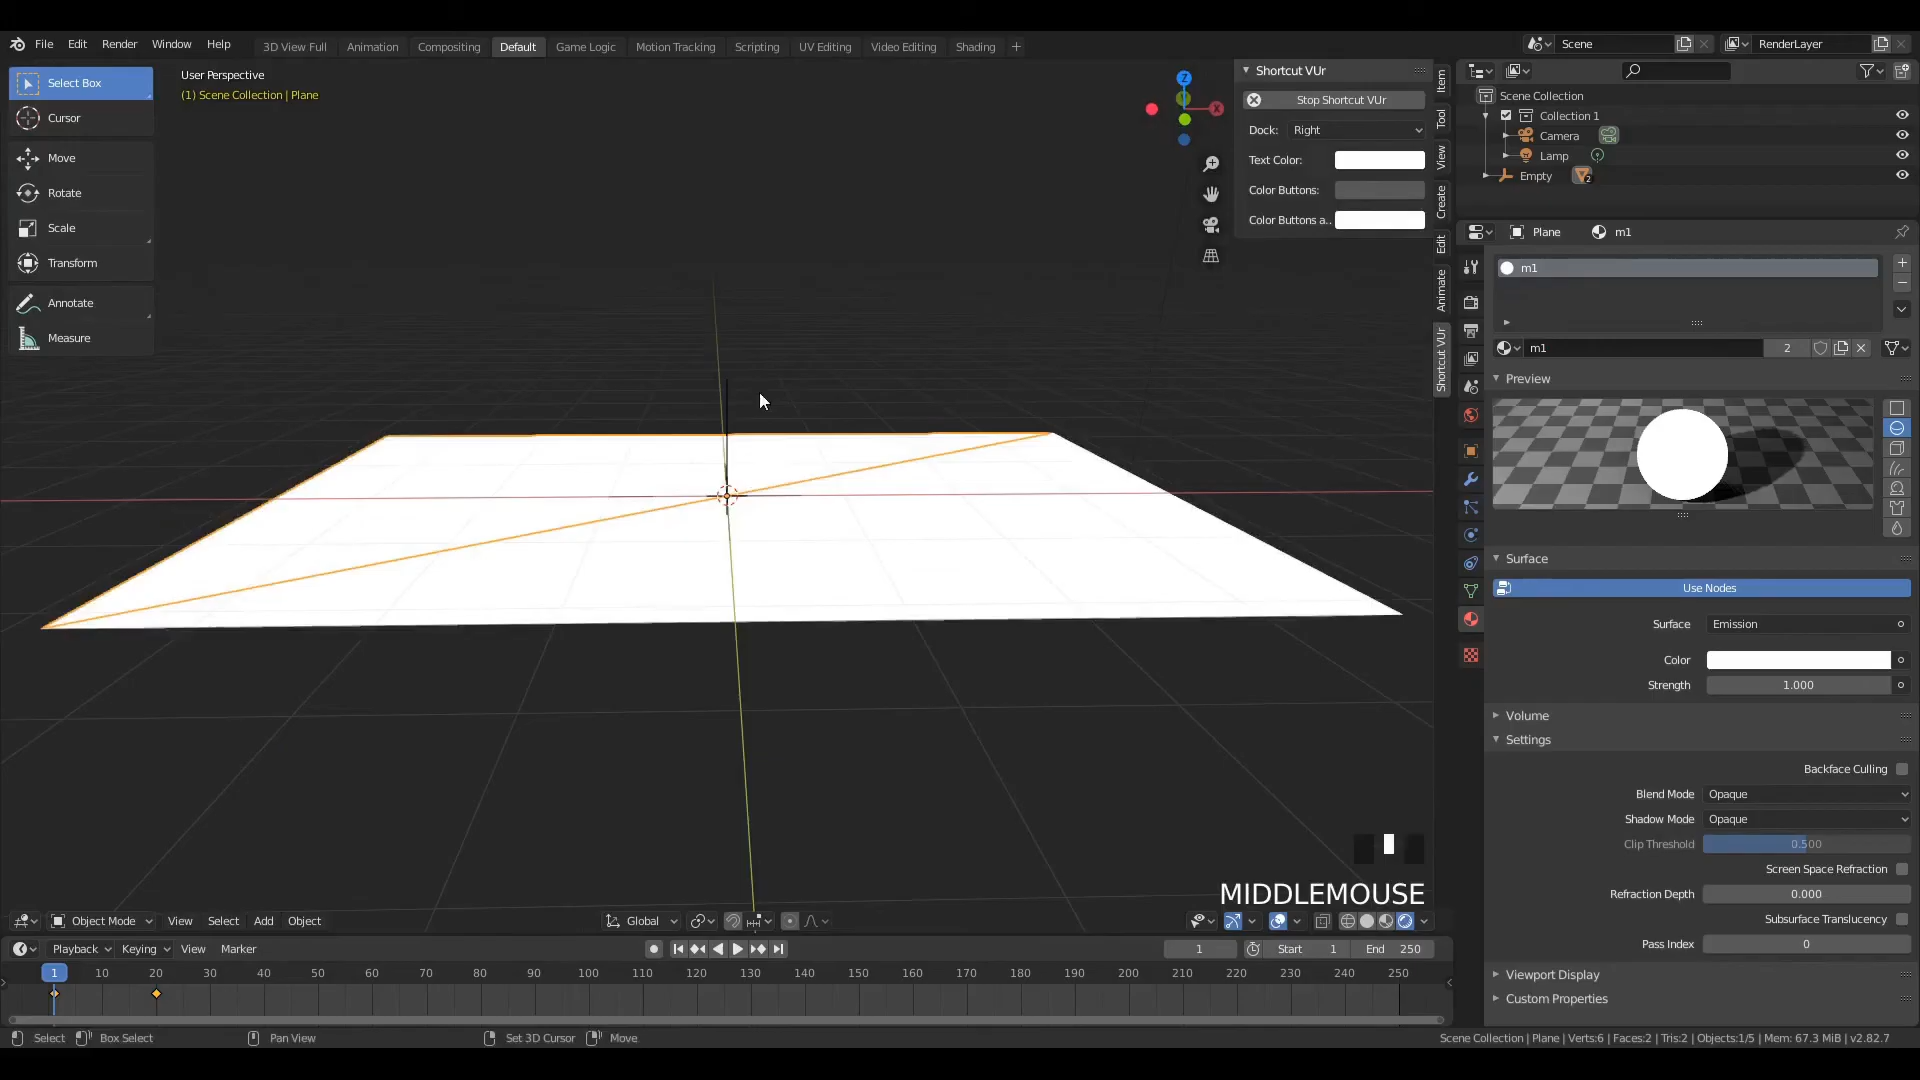 File Edit Render Window Help 3D View Full Animation Compositing Default Game Logic Motion Tracking Scripting UV Editing Video Editing Shading + Scene RenderLayer
Select Box
Cursor
Move
Rotate
Scale
Transform
Annotate
Measure
User Perspective
(1) Scene Collection | Plane
Z
X
Shortcut VUr
Stop Shortcut VUr
Dock: Right
Text Color:
Color Buttons:
Color Buttons a..
Item
Tool
View
Create
Edit
Animate
Shortcut VUr
Scene Collection
Collection 1
Camera
Lamp
Empty 2
Plane m1
m1
m1 2
Preview
Surface
Use Nodes
Surface Emission
Color
Strength 1.000
Volume
Settings
Backface Culling
Blend Mode Opaque
Shadow Mode Opaque
Clip Threshold 0.500
Screen Space Refraction
Refraction Depth 0.000
Subsurface Translucency
Pass Index 0
Viewport Display
Custom Properties
MIDDLEMOUSE
Object Mode View Select Add Object Global
Playback Keying View Marker 1 Start 1 End 250
1 10 20 30 40 50 60 70 80 90 100 110 120 130 140 150 160 170 180 190 200 210 220 230 240 250
Select Box Select Pan View Set 3D Cursor Move Scene Collection | Plane | Verts:6 | Faces:2 | Tris:2 | Objects:1/5 | Mem: 67.3 MiB | v2.82.7